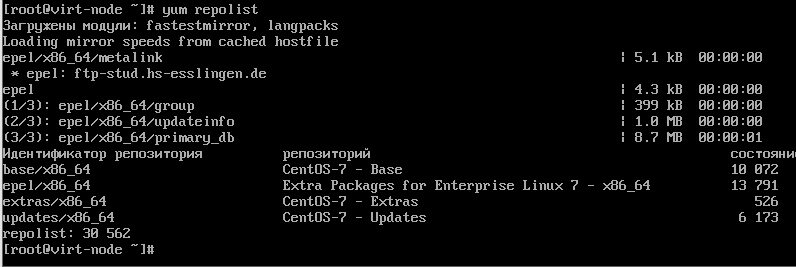 [root@virt-node ~]# yum repolist
Загружены модули: fastestmirror, langpacks
Loading mirror speeds from cached hostfile
epel/x86_64/metalink | 5.1 kB 00:00:00
* epel: ftp-stud.hs-esslingen.de
epel | 4.3 kB 00:00:00
(1/3): epel/x86_64/group | 399 kB 00:00:00
(2/3): epel/x86_64/updateinfo | 1.0 MB 00:00:00
(3/3): epel/x86_64/primary_db | 8.7 MB 00:00:01
Идентификатор репозитория репозиторий состояние
base/x86_64 CentOS-7 - Base 10 072
epel/x86_64 Extra Packages for Enterprise Linux 7 - x86_64 13 791
extras/x86_64 CentOS-7 - Extras 526
updates/x86_64 CentOS-7 - Updates 6 173
repolist: 30 562
[root@virt-node ~]#